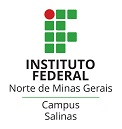 INSTITUTO
FEDERAL
Norte de Minas Gerais
Campus
Salinas